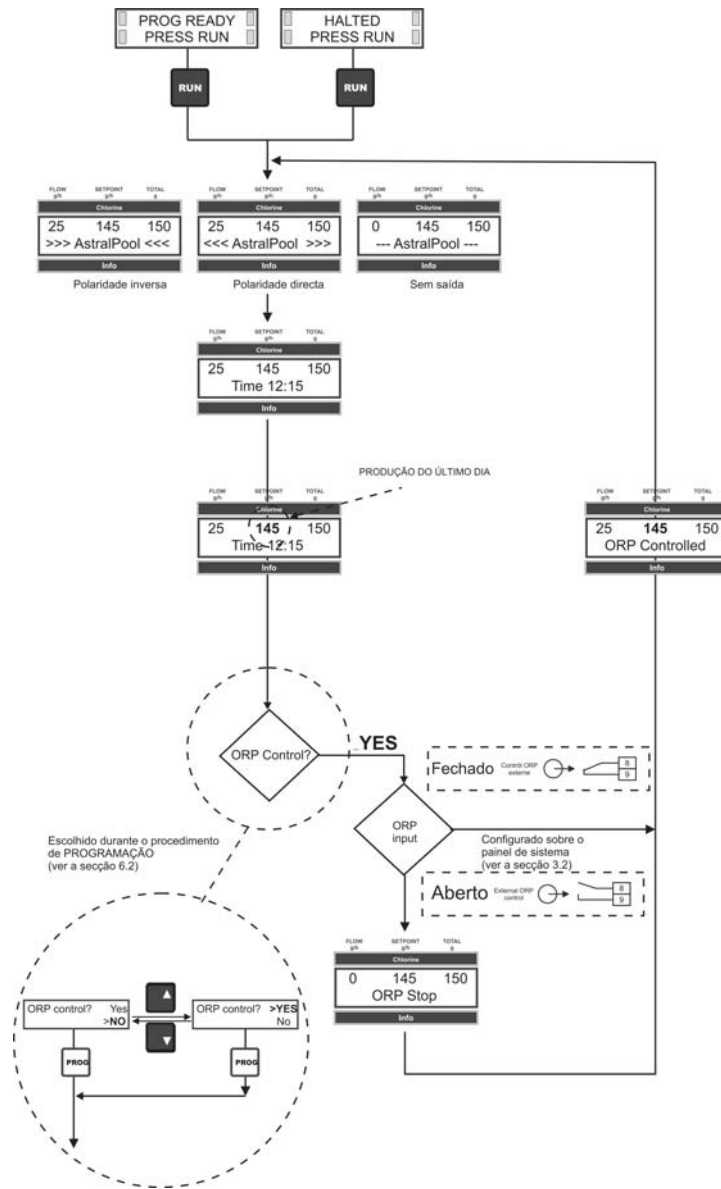 PROG READY
PRESS RUN
HALTED
PRESS RUN
RUN
RUN
FLOW SETPOINT TOTAL
g/h g/h g
Chlorine
25 145 150
>>> AstralPool <<<
Info
Polaridade inversa
FLOW SETPOINT TOTAL
g/h g/h g
Chlorine
25 145 150
<<< AstralPool >>>
Info
Polaridade directa
FLOW SETPOINT TOTAL
g/h g/h g
Chlorine
0 145 150
--- AstralPool ---
Info
Sem saída
FLOW SETPOINT TOTAL
g/h g/h g
Chlorine
25 145 150
Time 12:15
Info
PRODUÇÃO DO ÚLTIMO DIA
FLOW SETPOINT TOTAL
g/h g/h g
Chlorine
25 145 150
Time 12:15
Info
FLOW SETPOINT TOTAL
g/h g/h g
Chlorine
25 145 150
ORP Controlled
Info
ORP Control?
YES
Fechado
Contrôl ORP
externe
8
9
ORP
input
Escolhido durante o procedimento
de PROGRAMAÇÃO
(ver a secção 6.2)
Configurado sobre o
painel de sistema
(ver a secção 3.2)
Aberto
External ORP
control
8
9
FLOW SETPOINT TOTAL
g/h g/h g
Chlorine
0 145 150
ORP Stop
Info
ORP control? Yes
>NO
ORP control? >YES
No
PROG
PROG